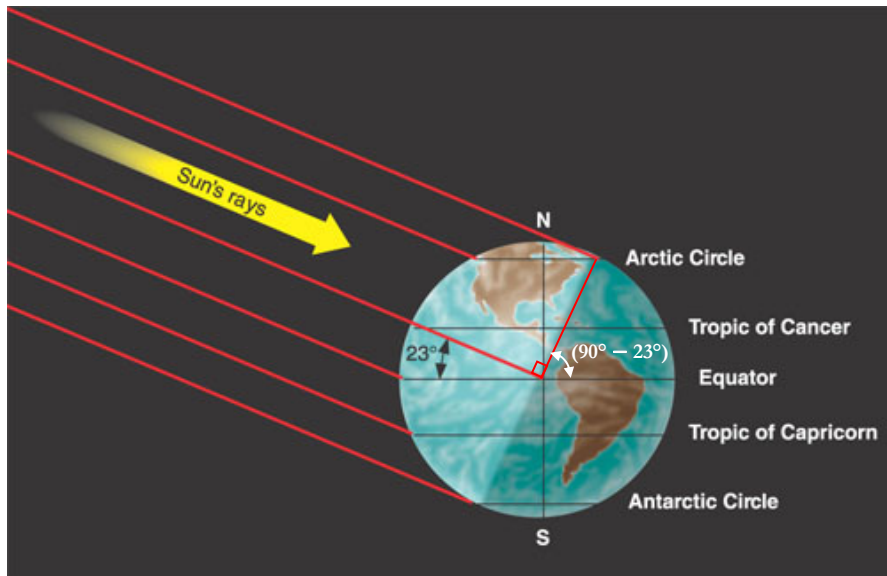 Sun's rays
N
Arctic Circle
Tropic of Cancer
23°
(90° − 23°)
Equator
Tropic of Capricorn
Antarctic Circle
S